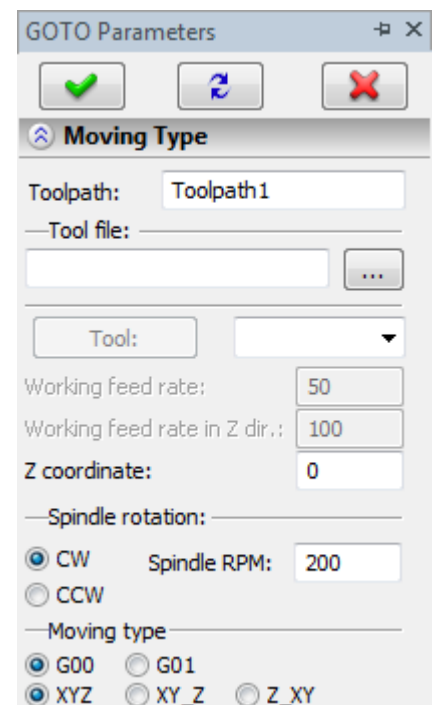 GOTO Parameters
Moving Type
Toolpath: Toolpath1
Tool file:
...
Tool:
Working feed rate: 50
Working feed rate in Z dir.: 100
Z coordinate: 0
Spindle rotation:
CW Spindle RPM: 200
CCW
Moving type
G00 G01
XYZ XY_Z Z_XY